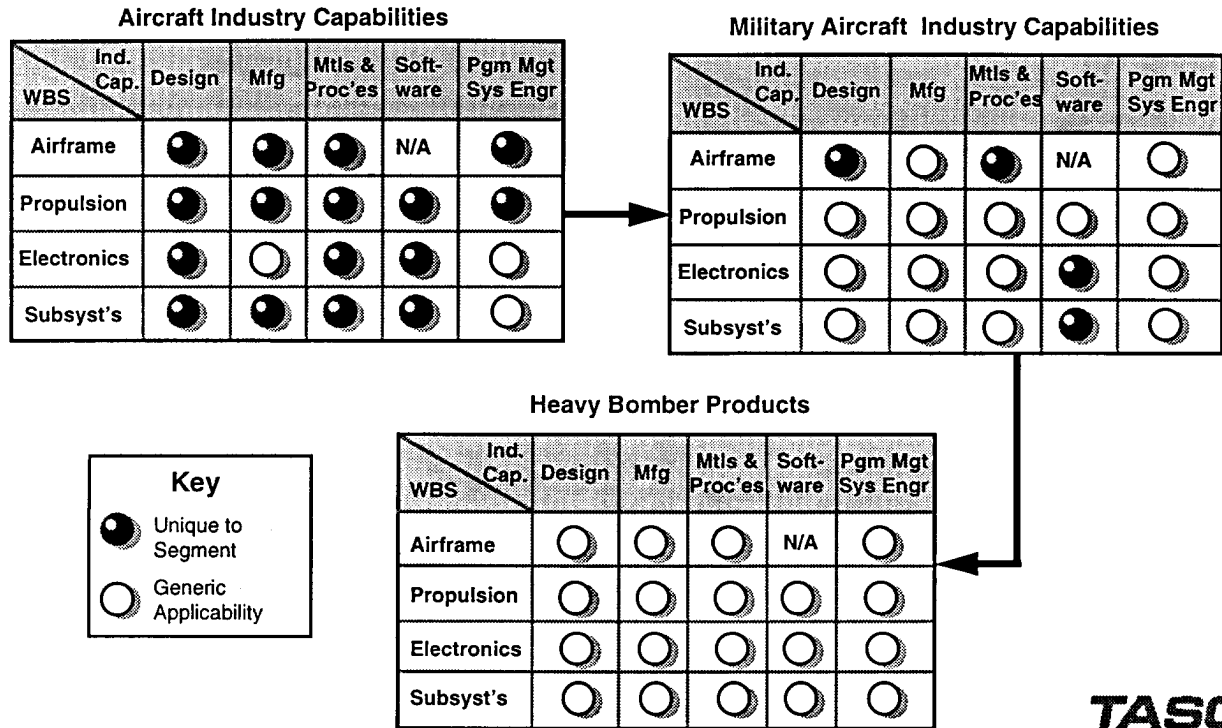 Aircraft Industry Capabilities
Ind. Cap. WBS Design Mfg Mtls & Proc'es Soft-ware Pgm Mgt Sys Engr
Airframe N/A
Propulsion
Electronics
Subsyst's
Military Aircraft Industry Capabilities
Ind. Cap. WBS Design Mfg Mtls & Proc'es Soft-ware Pgm Mgt Sys Engr
Airframe N/A
Propulsion
Electronics
Subsyst's
Heavy Bomber Products
Ind. Cap. WBS Design Mfg Mtls & Proc'es Soft-ware Pgm Mgt Sys Engr
Airframe N/A
Propulsion
Electronics
Subsyst's
Key
Unique to
Segment
Generic
Applicability